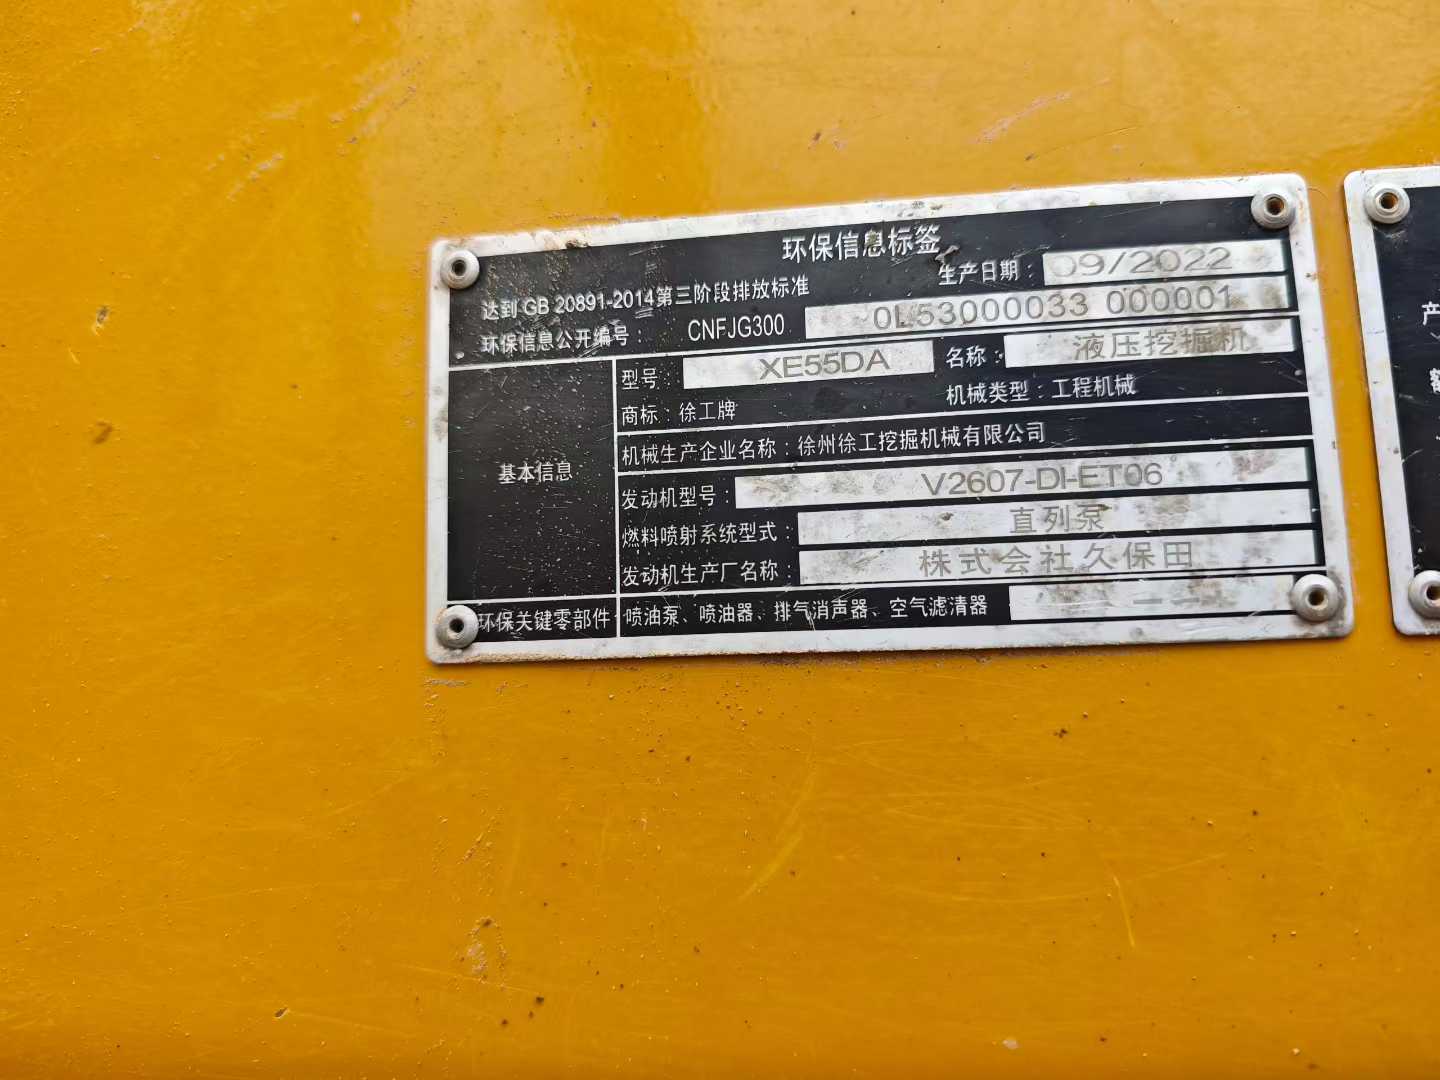 环保信息标签
达到 GB 20891-2014第三阶段排放标准 生产日期：09/2022
环保信息公开编号： CNFJG300 0L53000033 000001
基本信息
型号： XE55DA 名称： 液压挖掘机
商标：徐工牌 机械类型：工程机械
机械生产企业名称：徐州徐工挖掘机械有限公司
发动机型号： V2607-DI-ET06
燃料喷射系统型式： 直列泵
发动机生产厂名称： 株式会社久保田
环保关键零部件 喷油泵、喷油器、排气消声器、空气滤清器 ——
产
额